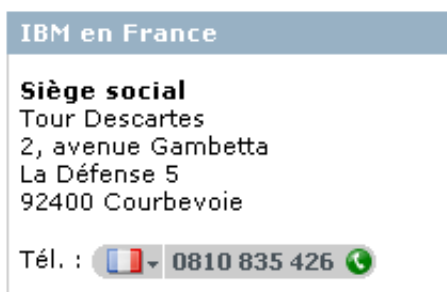 IBM en France
Siège social
Tour Descartes
2, avenue Gambetta
La Défense 5
92400 Courbevoie
Tél. : 0810 835 426